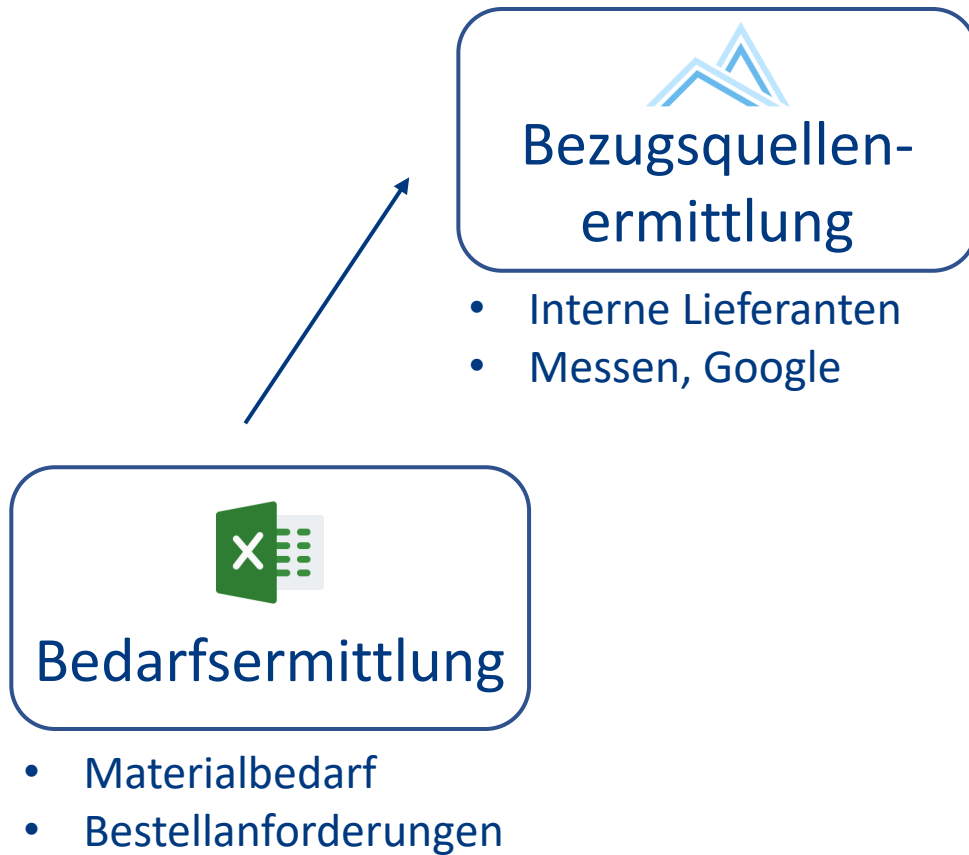 Bezugsquellen-
ermittlung
• Interne Lieferanten
• Messen, Google
X
Bedarfsermittlung
• Materialbedarf
• Bestellanforderungen